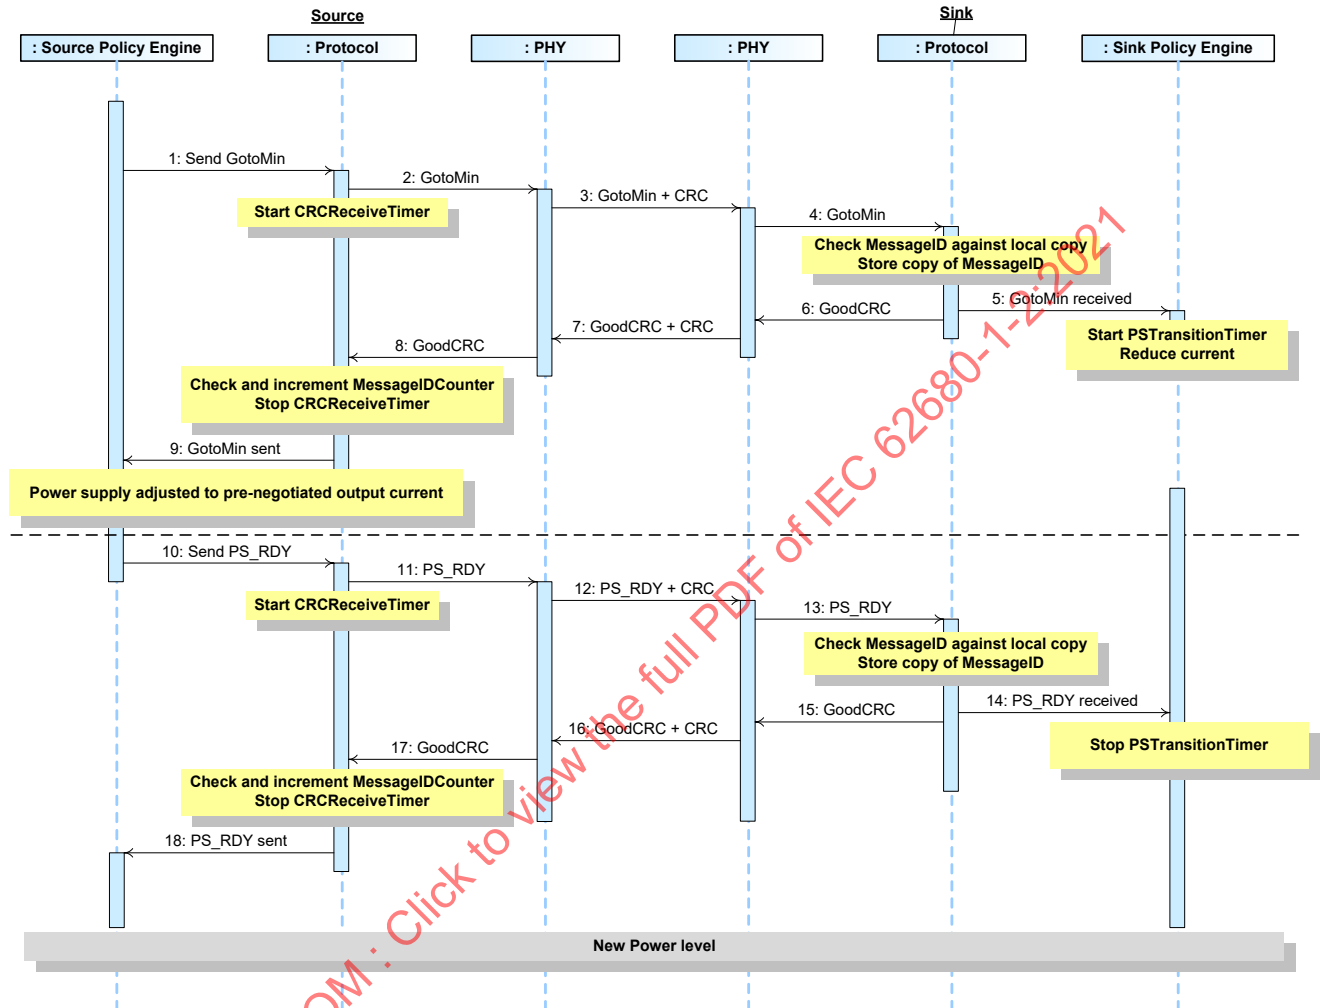 Source
Sink
: Source Policy Engine
: Protocol
: PHY
: PHY
: Protocol
: Sink Policy Engine
1: Send GotoMin
2: GotoMin
Start CRCReceiveTimer
3: GotoMin + CRC
4: GotoMin
Check MessageID against local copy
Store copy of MessageID
5: GotoMin received
6: GoodCRC
7: GoodCRC + CRC
Start PSTransitionTimer
Reduce current
8: GoodCRC
Check and increment MessageIDCounter
Stop CRCReceiveTimer
9: GotoMin sent
Power supply adjusted to pre-negotiated output current
10: Send PS_RDY
11: PS_RDY
Start CRCReceiveTimer
12: PS_RDY + CRC
13: PS_RDY
Check MessageID against local copy
Store copy of MessageID
14: PS_RDY received
15: GoodCRC
16: GoodCRC + CRC
Stop PSTransitionTimer
17: GoodCRC
Check and increment MessageIDCounter
Stop CRCReceiveTimer
18: PS_RDY sent
New Power level
OM : Click to view the full PDF of IEC 62680-1-2:2021